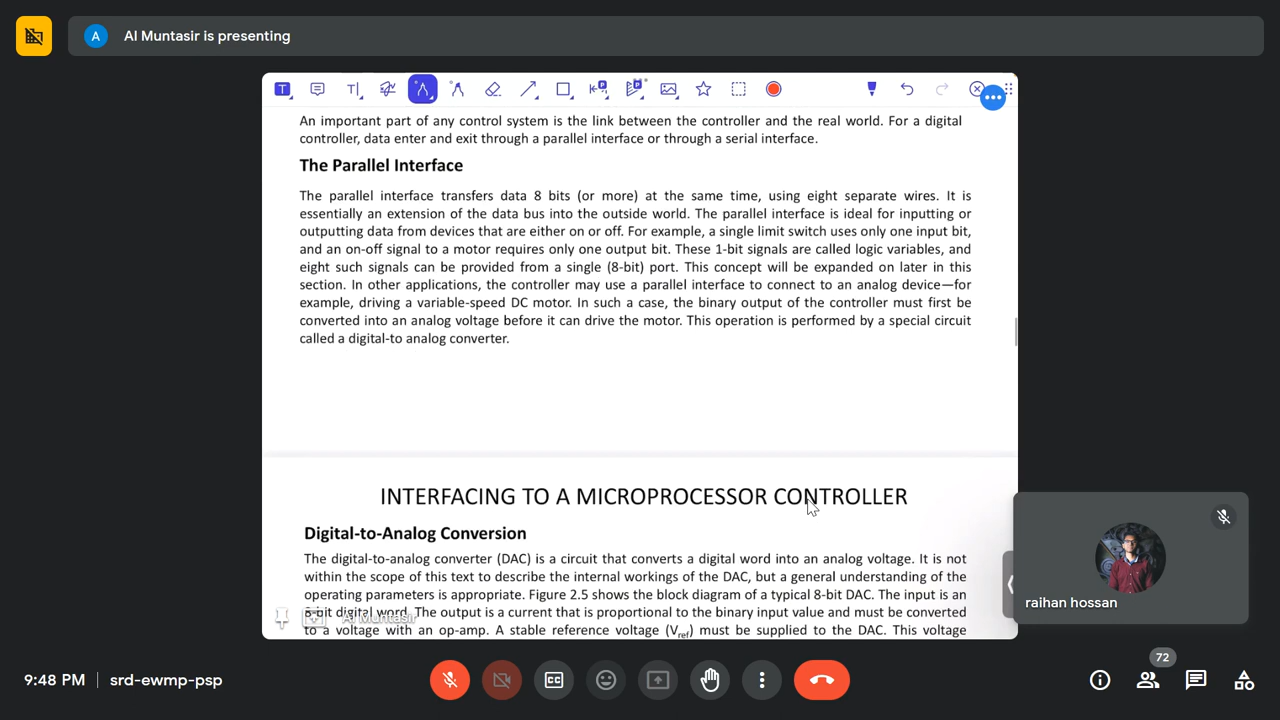 Al Muntasir is presenting
An important part of any control system is the link between the controller and the real world. For a digital
controller, data enter and exit through a parallel interface or through a serial interface.
The Parallel Interface
The parallel interface transfers data 8 bits (or more) at the same time, using eight separate wires. It is
essentially an extension of the data bus into the outside world. The parallel interface is ideal for inputting or
outputting data from devices that are either on or off. For example, a single limit switch uses only one input bit,
and an on-off signal to a motor requires only one output bit. These 1-bit signals are called logic variables, and
eight such signals can be provided from a single (8-bit) port. This concept will be expanded on later in this
section. In other applications, the controller may use a parallel interface to connect to an analog device—for
example, driving a variable-speed DC motor. In such a case, the binary output of the controller must first be
converted into an analog voltage before it can drive the motor. This operation is performed by a special circuit
called a digital-to analog converter.
INTERFACING TO A MICROPROCESSOR CONTROLLER
Digital-to-Analog Conversion
The digital-to-analog converter (DAC) is a circuit that converts a digital word into an analog voltage. It is not
within the scope of this text to describe the internal workings of the DAC, but a general understanding of the
operating parameters is appropriate. Figure 2.5 shows the block diagram of a typical 8-bit DAC. The input is an
8-bit digital word. The output is a current that is proportional to the binary input value and must be converted
to a voltage with an op-amp. A stable reference voltage (Vref) must be supplied to the DAC. This voltage
Al Muntasir
raihan hossan
9:48 PM | srd-ewmp-psp
72